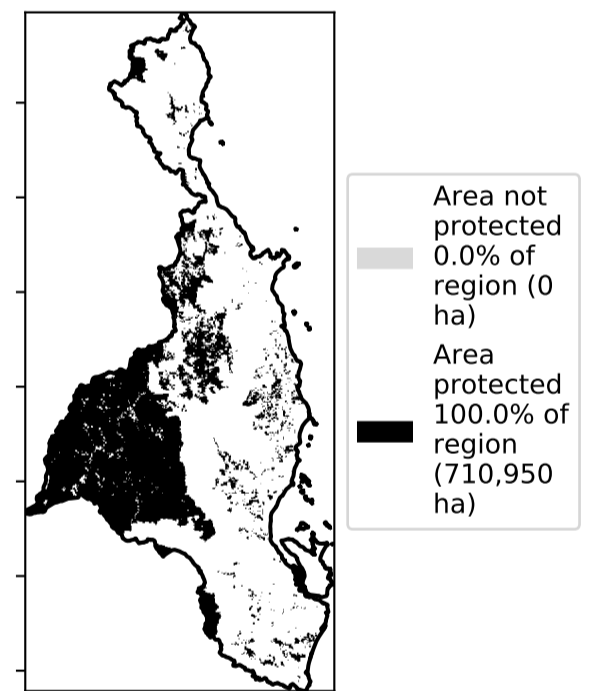 Area not
protected
0.0% of
region (0
ha)
Area
protected
100.0% of
region
(710,950
ha)